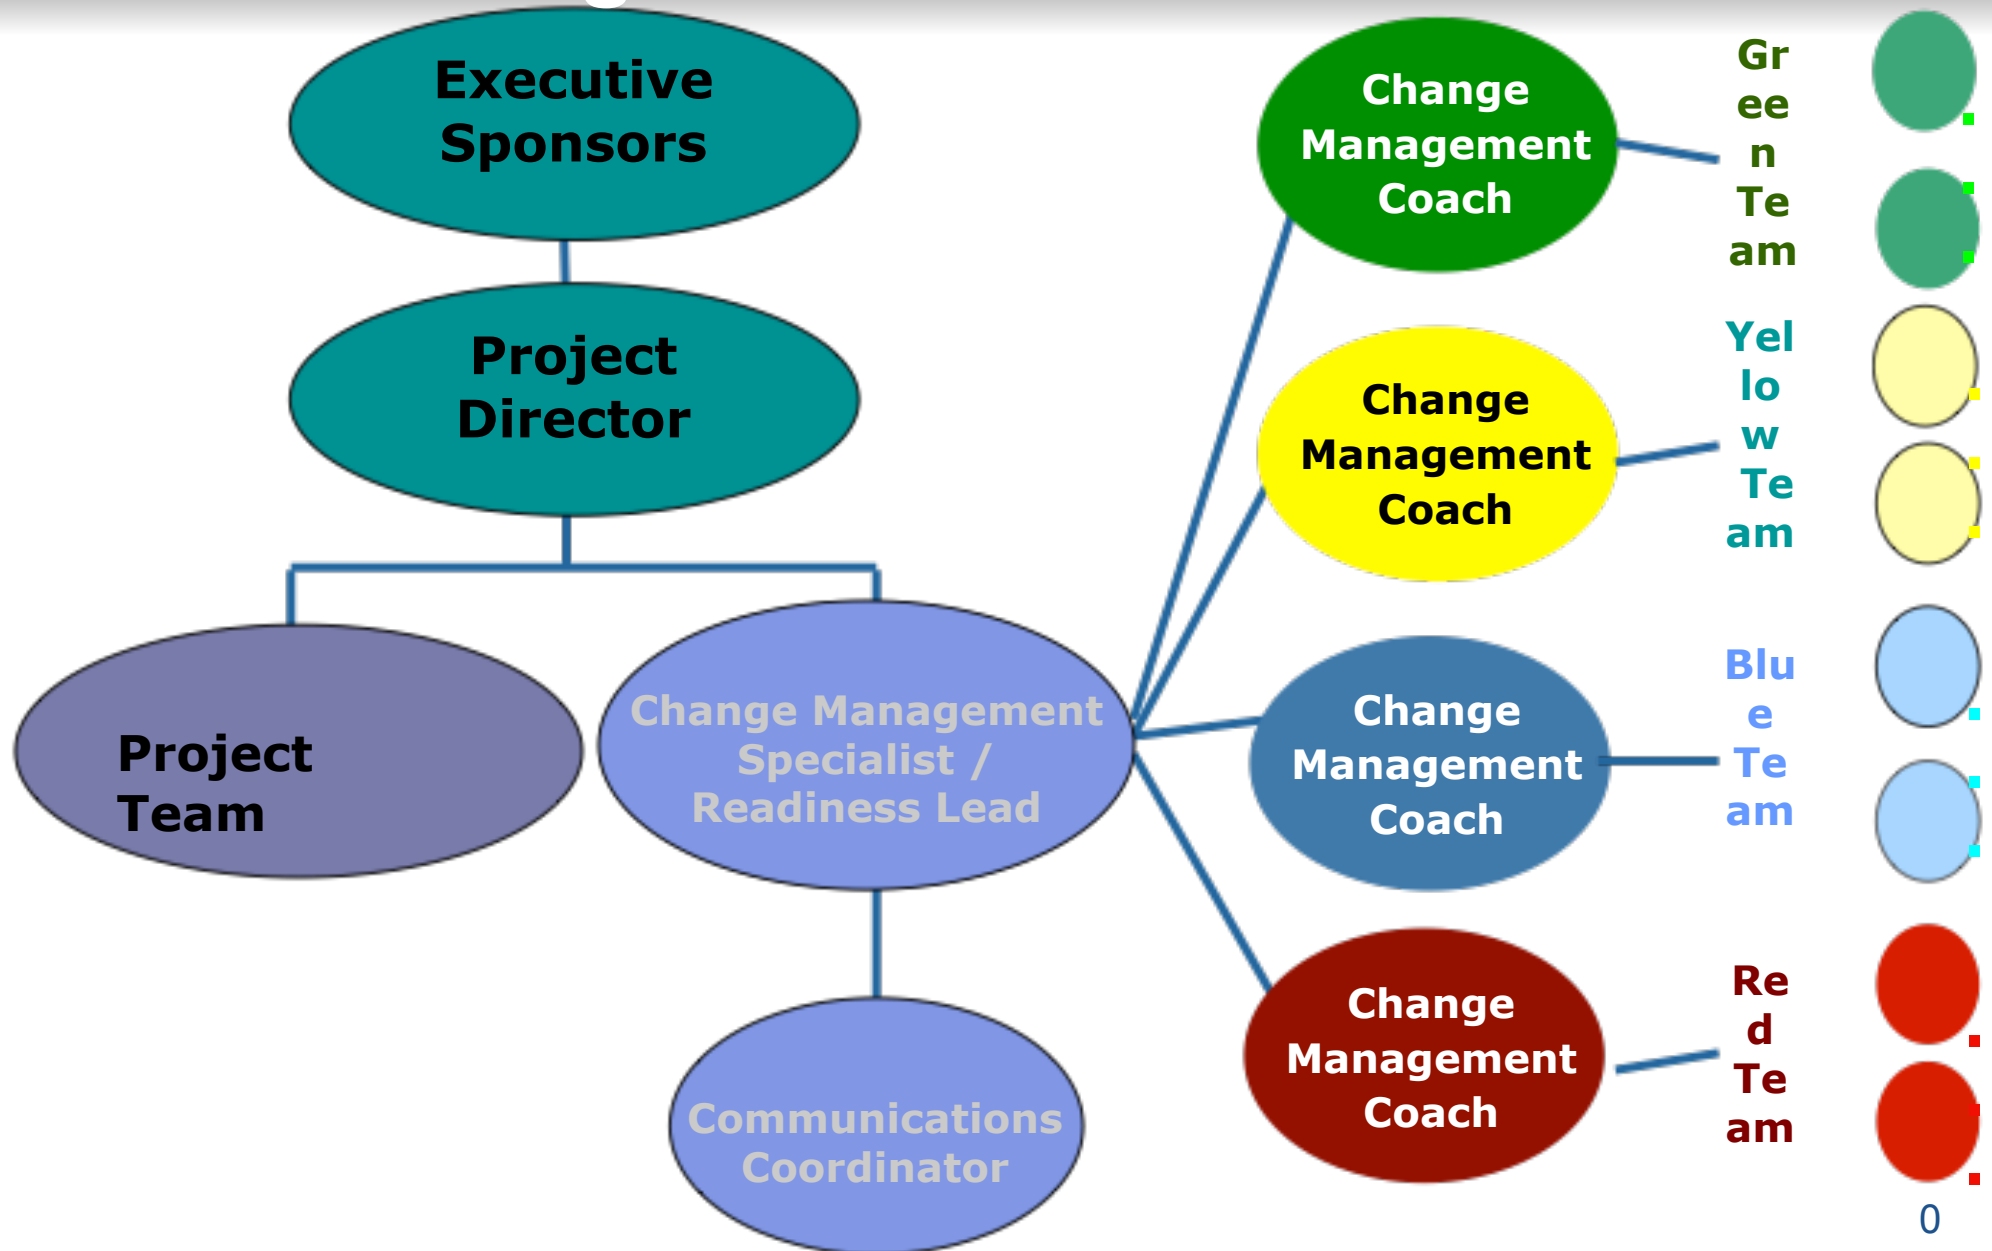 Executive
Sponsors
Project
Director
Project
Team
Change Management
Specialist /
Readiness Lead
Communications
Coordinator
Change
Management
Coach
Gr
ee
n
Te
am
Change
Management
Coach
Yel
lo
w
Te
am
Change
Management
Coach
Blu
e
Te
am
Change
Management
Coach
Re
d
Te
am
0